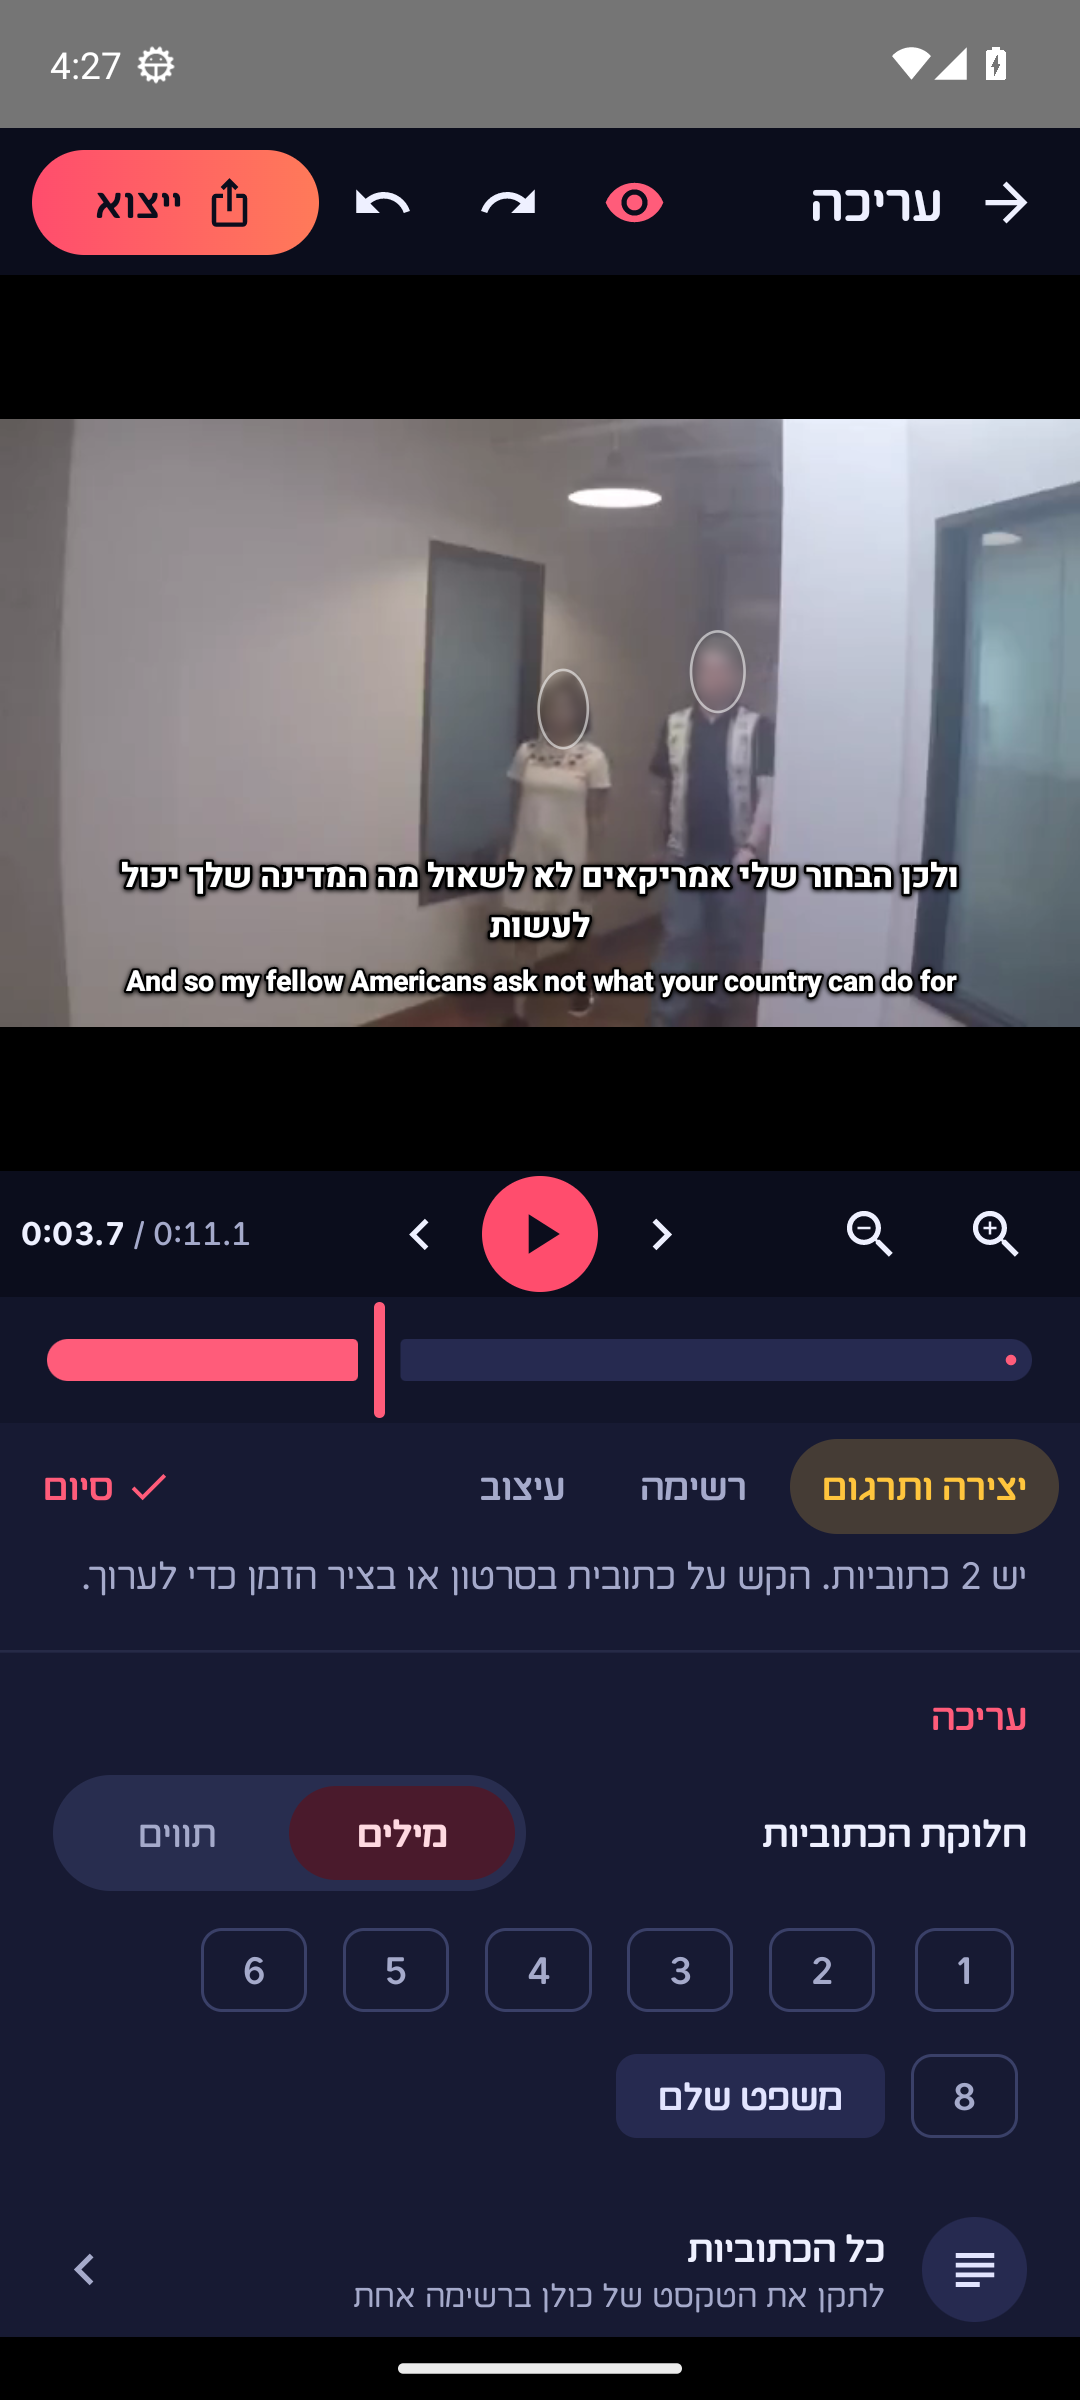 4:27
עריכה
ייצוא
ולכן הבחור שלי אמריקאים לא לשאול מה המדינה שלך יכול
לעשות
And so my fellow Americans ask not what your country can do for
0:03.7 / 0:11.1
יצירה ותרגום
רשימה
עיצוב
סיום
יש 2 כתוביות. הקש על כתובית בסרטון או בציר הזמן כדי לערוך.
עריכה
חלוקת הכתוביות
מילים
תווים
1 2 3 4 5 6
8 משפט שלם
כל הכתוביות
לתקן את הטקסט של כולן ברשימה אחת